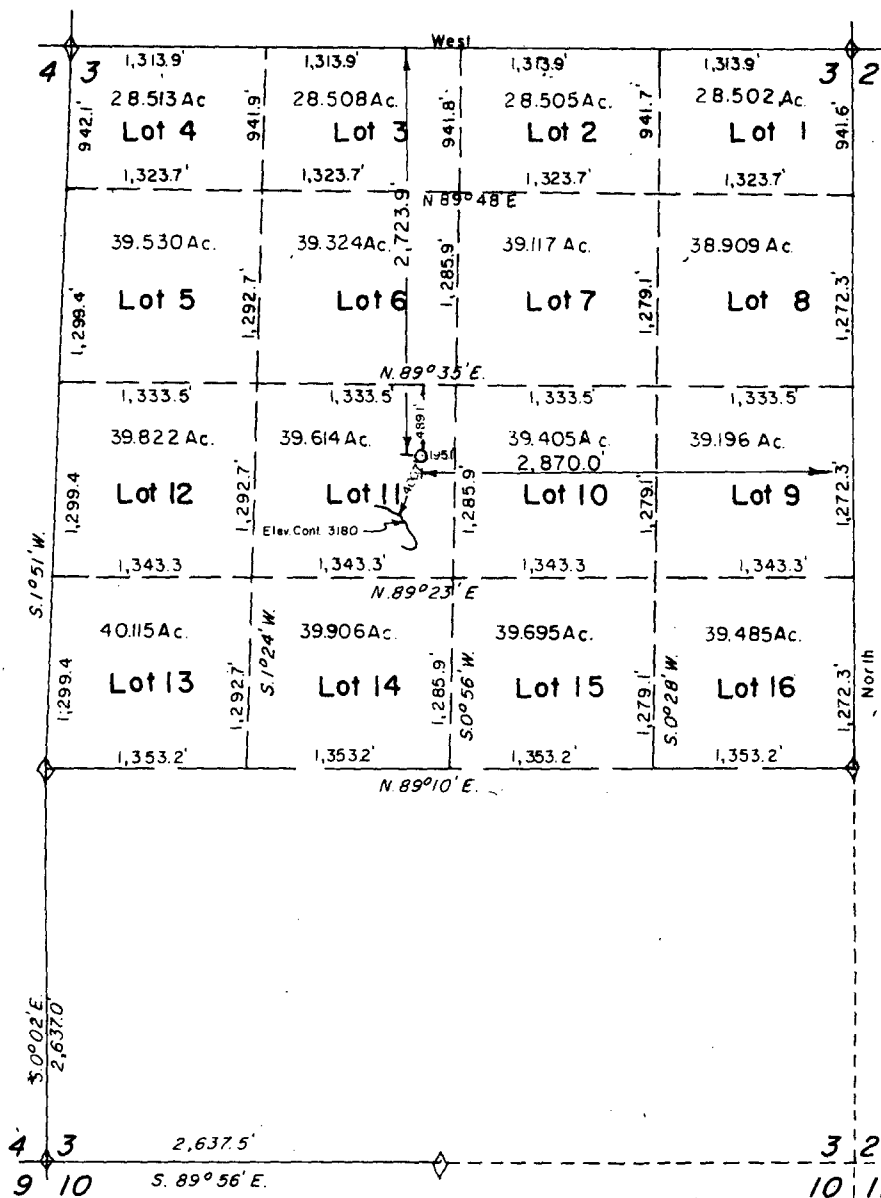 West
4 3 3 2
1,313.9' 1,313.9' 1,313.9' 1,313.9'
28.513 Ac 28.508 Ac. 28.505 Ac. 28.502 Ac.
942.1' Lot 4 941.9' Lot 3 941.8' Lot 2 941.7' Lot 1 941.6'
1,323.7' 1,323.7' 1,323.7' 1,323.7'
N 89° 48 E
2,723.9'
39.530 Ac. 39.324 Ac. 39.117 Ac. 38.909 Ac.
1,298.4' Lot 5 1,292.7' Lot 6 1,285.9' Lot 7 1,279.1' Lot 8 1,272.3'
N. 89° 35' E.
1,333.5' 1,333.5' 1,333.5' 1,333.5'
489.1'
39.822 Ac. 39.614 Ac. 195.1 39.405 Ac. 39.196 Ac.
2,870.0'
1,299.4 Lot 12 1,292.7' Lot 11 1,285.9' Lot 10 1,279.1' Lot 9 1,272.3'
Elev. Cont. 3180
1,343.3 1,343.3' 1,343.3 1,343.3'
S. 1° 51' W.
N. 89° 23' E
40.115 Ac. 39.906 Ac. 39.695 Ac. 39.485 Ac.
S. 1° 24' W.
1,299.4 Lot 13 1,292.7' Lot 14 1,285.9' S. 0° 56' W. Lot 15 1,279.1' S. 0° 28' W. Lot 16 1,272.3' North
1,353.2' 1,353.2' 1,353.2' 1,353.2'
N. 89° 10' E.
S. 0° 02' E.
2,637.0'
4 3 2,637.5' 3 2
9 10 S. 89° 56' E. 10